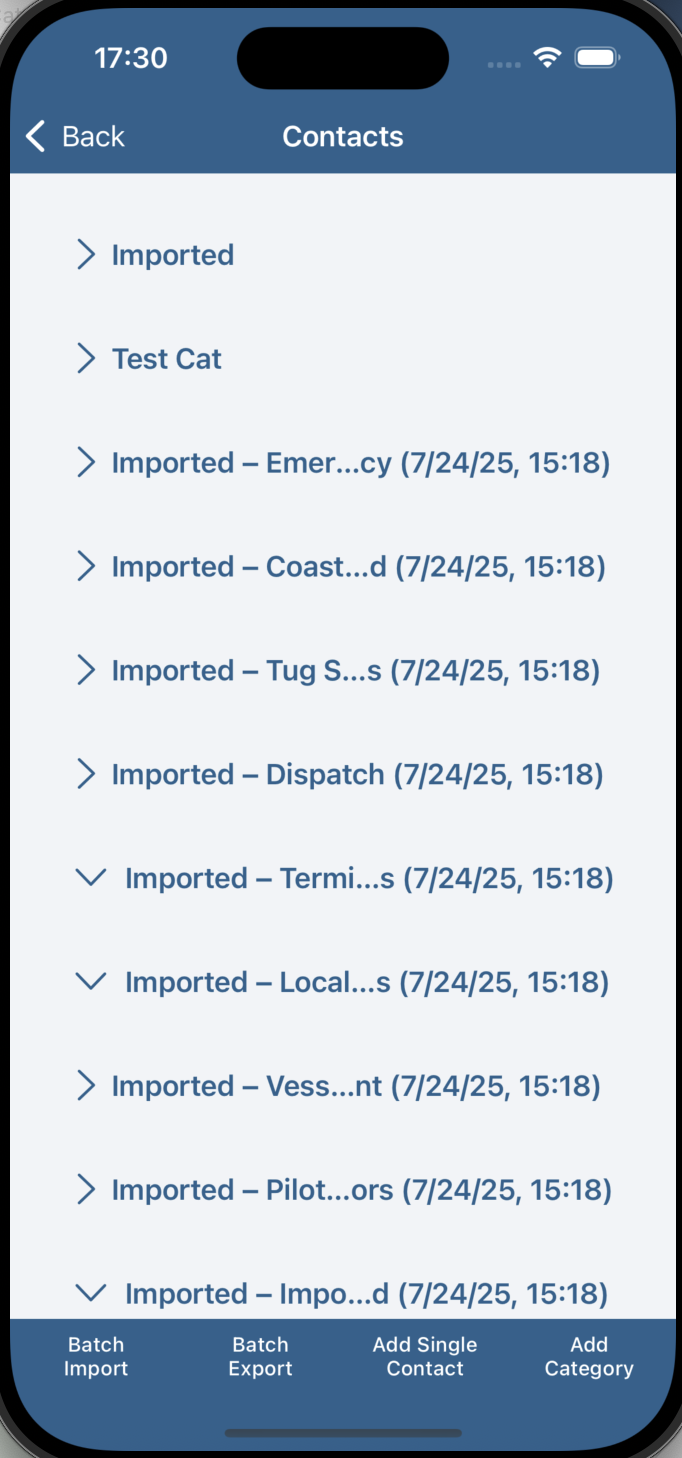 17:30
Back
Contacts
Imported
Test Cat
Imported – Emer...cy (7/24/25, 15:18)
Imported – Coast...d (7/24/25, 15:18)
Imported – Tug S...s (7/24/25, 15:18)
Imported – Dispatch (7/24/25, 15:18)
Imported – Termi...s (7/24/25, 15:18)
Imported – Local...s (7/24/25, 15:18)
Imported – Vess...nt (7/24/25, 15:18)
Imported – Pilot...ors (7/24/25, 15:18)
Imported – Impo...d (7/24/25, 15:18)
Batch
Import
Batch
Export
Add Single
Contact
Add
Category